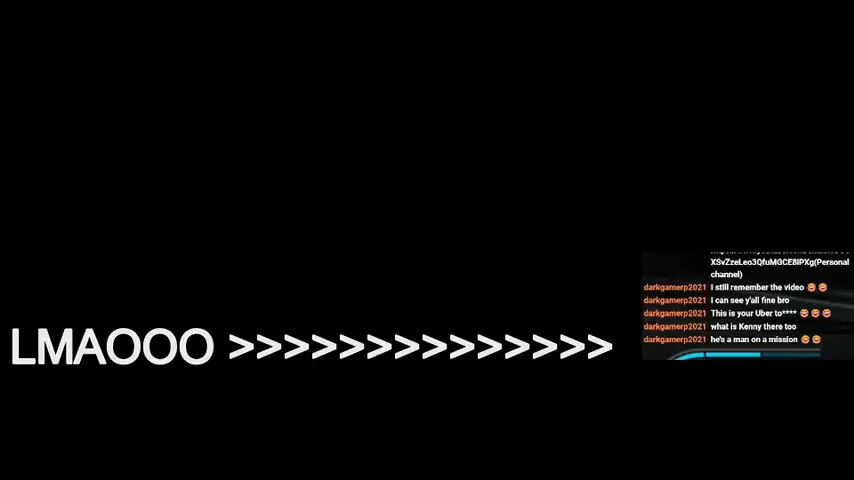 XSvZzeLeo3QfuMGCE8IPXg(Personal
channel)
darkgamerp2021 I still remember the video 🥰🥰
darkgamerp2021 I can see y'all fine bro
darkgamerp2021 This is your Uber to**** 🥰🥰🥰
darkgamerp2021 what is Kenny there too
darkgamerp2021 he's a man on a mission 🥰🥰
LMAOOO >>>>>>>>>>>>>>